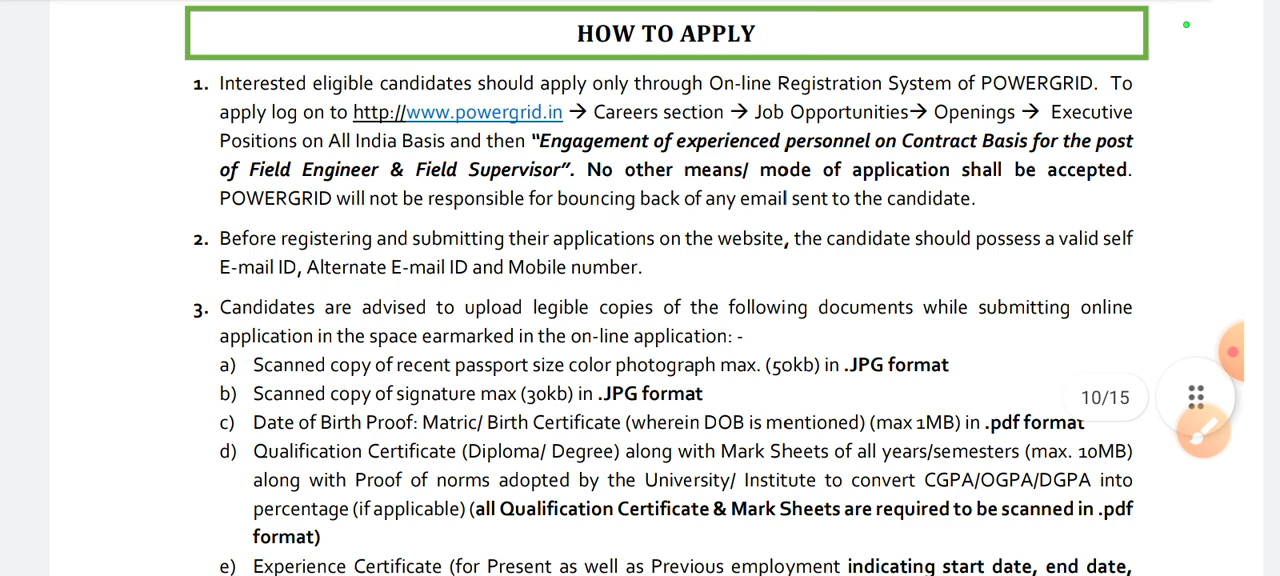 HOW TO APPLY
1. Interested eligible candidates should apply only through On-line Registration System of POWERGRID. To
apply log on to http://www.powergrid.in → Careers section → Job Opportunities→ Openings → Executive
Positions on All India Basis and then "Engagement of experienced personnel on Contract Basis for the post
of Field Engineer & Field Supervisor". No other means/ mode of application shall be accepted.
POWERGRID will not be responsible for bouncing back of any email sent to the candidate.
2. Before registering and submitting their applications on the website, the candidate should possess a valid self
E-mail ID, Alternate E-mail ID and Mobile number.
3. Candidates are advised to upload legible copies of the following documents while submitting online
application in the space earmarked in the on-line application: -
a) Scanned copy of recent passport size color photograph max. (50kb) in .JPG format
b) Scanned copy of signature max (30kb) in .JPG format
10/15
c) Date of Birth Proof: Matric/ Birth Certificate (wherein DOB is mentioned) (max 1MB) in .pdf format
d) Qualification Certificate (Diploma/ Degree) along with Mark Sheets of all years/semesters (max. 10MB)
along with Proof of norms adopted by the University/ Institute to convert CGPA/OGPA/DGPA into
percentage (if applicable) (all Qualification Certificate & Mark Sheets are required to be scanned in .pdf
format)
e) Experience Certificate (for Present as well as Previous employment indicating start date, end date,